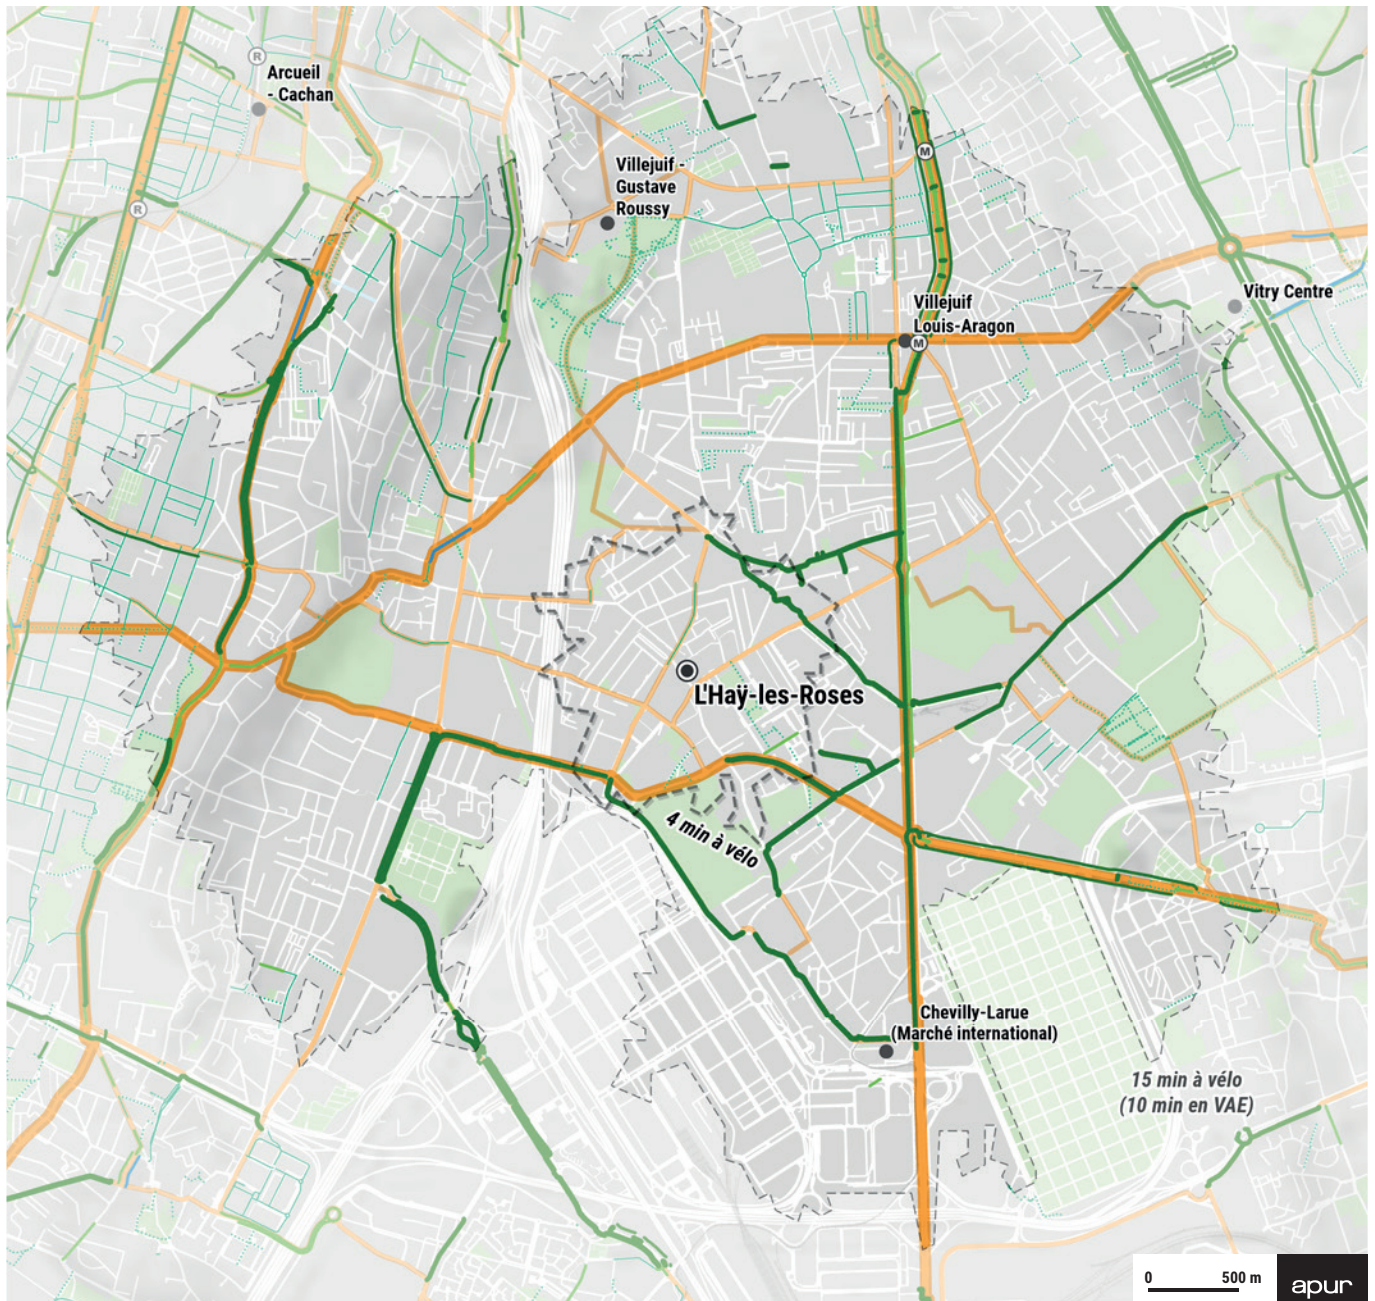 R
Arcueil
- Cachan
M
Villejuif -
Gustave
Roussy
R
Vitry Centre
Villejuif
Louis-Aragon
M
L'Haÿ-les-Roses
4 min à vélo
Chevilly-Larue
(Marché international)
15 min à vélo
(10 min en VAE)
0 500 m
apur